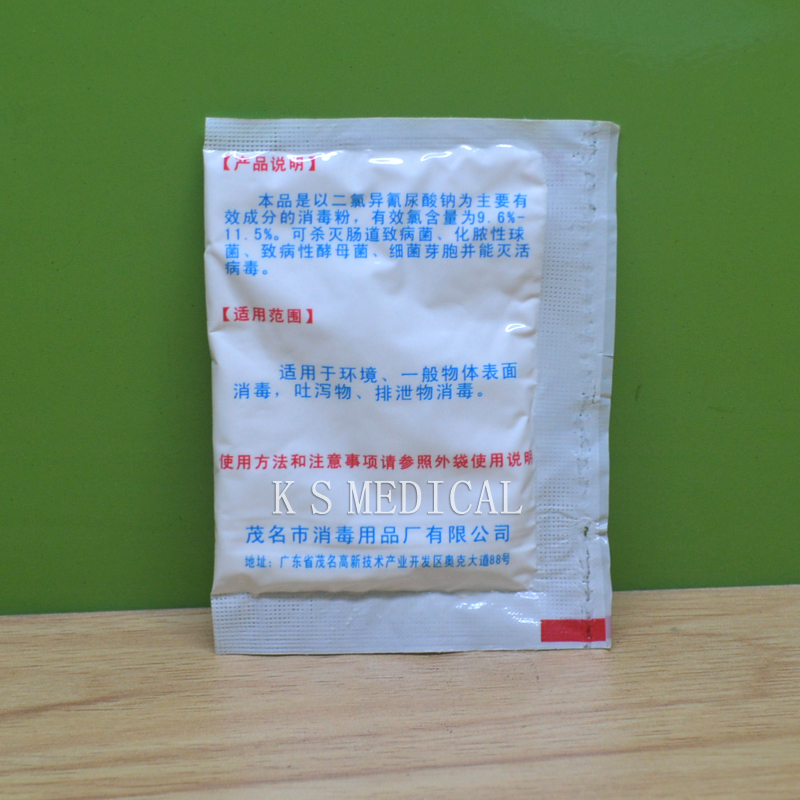 【产品说明】
本品是以二氯异氰尿酸钠为主要有
效成分的消毒粉，有效氯含量为9.6%-
11.5%。可杀灭肠道致病菌、化脓性球
菌、致病性酵母菌、细菌芽胞并能灭活
病毒。
【适用范围】
适用于环境、一般物体表面
消毒，吐泻物、排泄物消毒。
使用方法和注意事项请参照外袋使用说明
K S MEDICAL
茂名市消毒用品厂有限公司
地址：广东省茂名高新技术产业开发区奥克大道88号